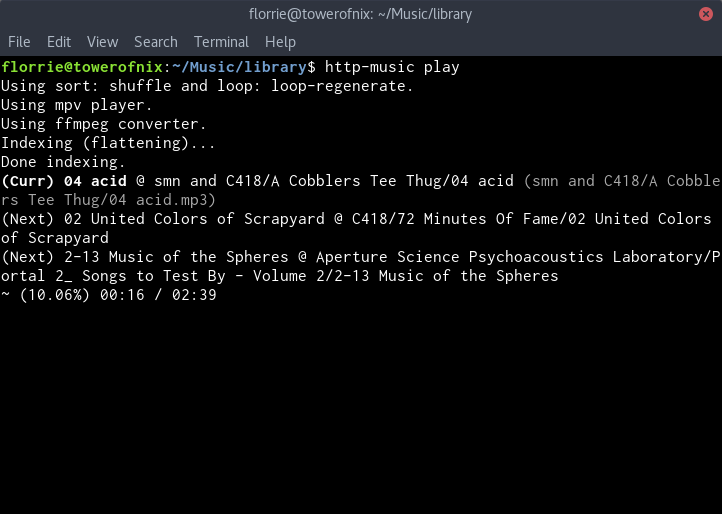 florrie@towerofnix: ~/Music/library
File Edit View Search Terminal Help
florrie@towerofnix:~/Music/library$ http-music play
Using sort: shuffle and loop: loop-regenerate.
Using mpv player.
Using ffmpeg converter.
Indexing (flattening)...
Done indexing.
(Curr) 04 acid @ smn and C418/A Cobblers Tee Thug/04 acid (smn and C418/A Cobble
rs Tee Thug/04 acid.mp3)
(Next) 02 United Colors of Scrapyard @ C418/72 Minutes Of Fame/02 United Colors
of Scrapyard
(Next) 2-13 Music of the Spheres @ Aperture Science Psychoacoustics Laboratory/P
ortal 2_ Songs to Test By - Volume 2/2-13 Music of the Spheres
~ (10.06%) 00:16 / 02:39